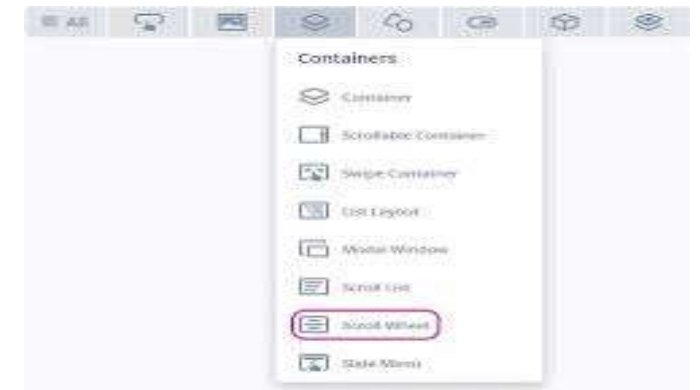 All
Containers
Container
Scrollable Container
Swipe Container
List Layout
Modal Window
Scroll List
Scroll Wheel
Slide Menu